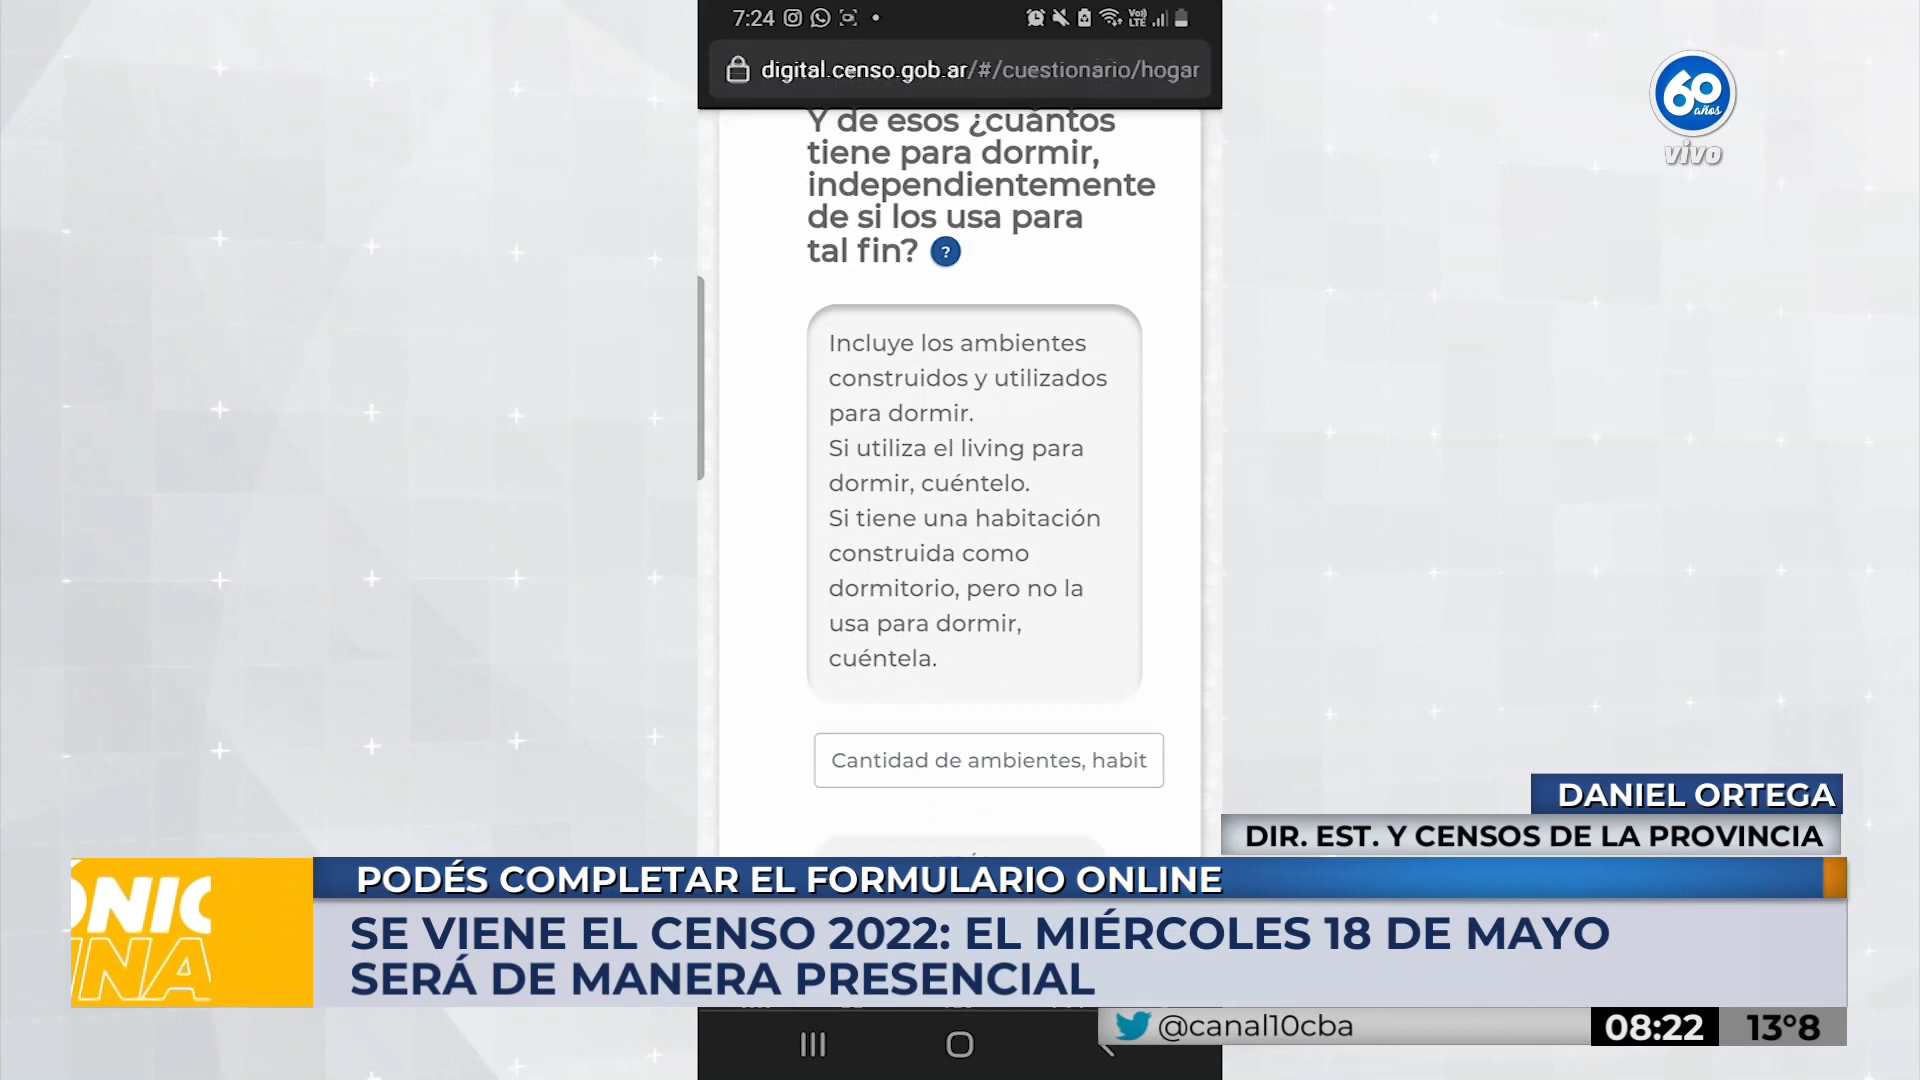 7:24
digital.censo.gob.ar/#/cuestionario/hogar
Y de esos ¿cuántos
tiene para dormir,
independientemente
de si los usa para
tal fin? ?
Incluye los ambientes
construidos y utilizados
para dormir.
Si utiliza el living para
dormir, cuéntelo.
Si tiene una habitación
construida como
dormitorio, pero no la
usa para dormir,
cuéntela.
Cantidad de ambientes, habit
60
años
vivo
DANIEL ORTEGA
DIR. EST. Y CENSOS DE LA PROVINCIA
PODÉS COMPLETAR EL FORMULARIO ONLINE
SE VIENE EL CENSO 2022: EL MIÉRCOLES 18 DE MAYO
SERÁ DE MANERA PRESENCIAL
@canal10cba
08:22
13º8